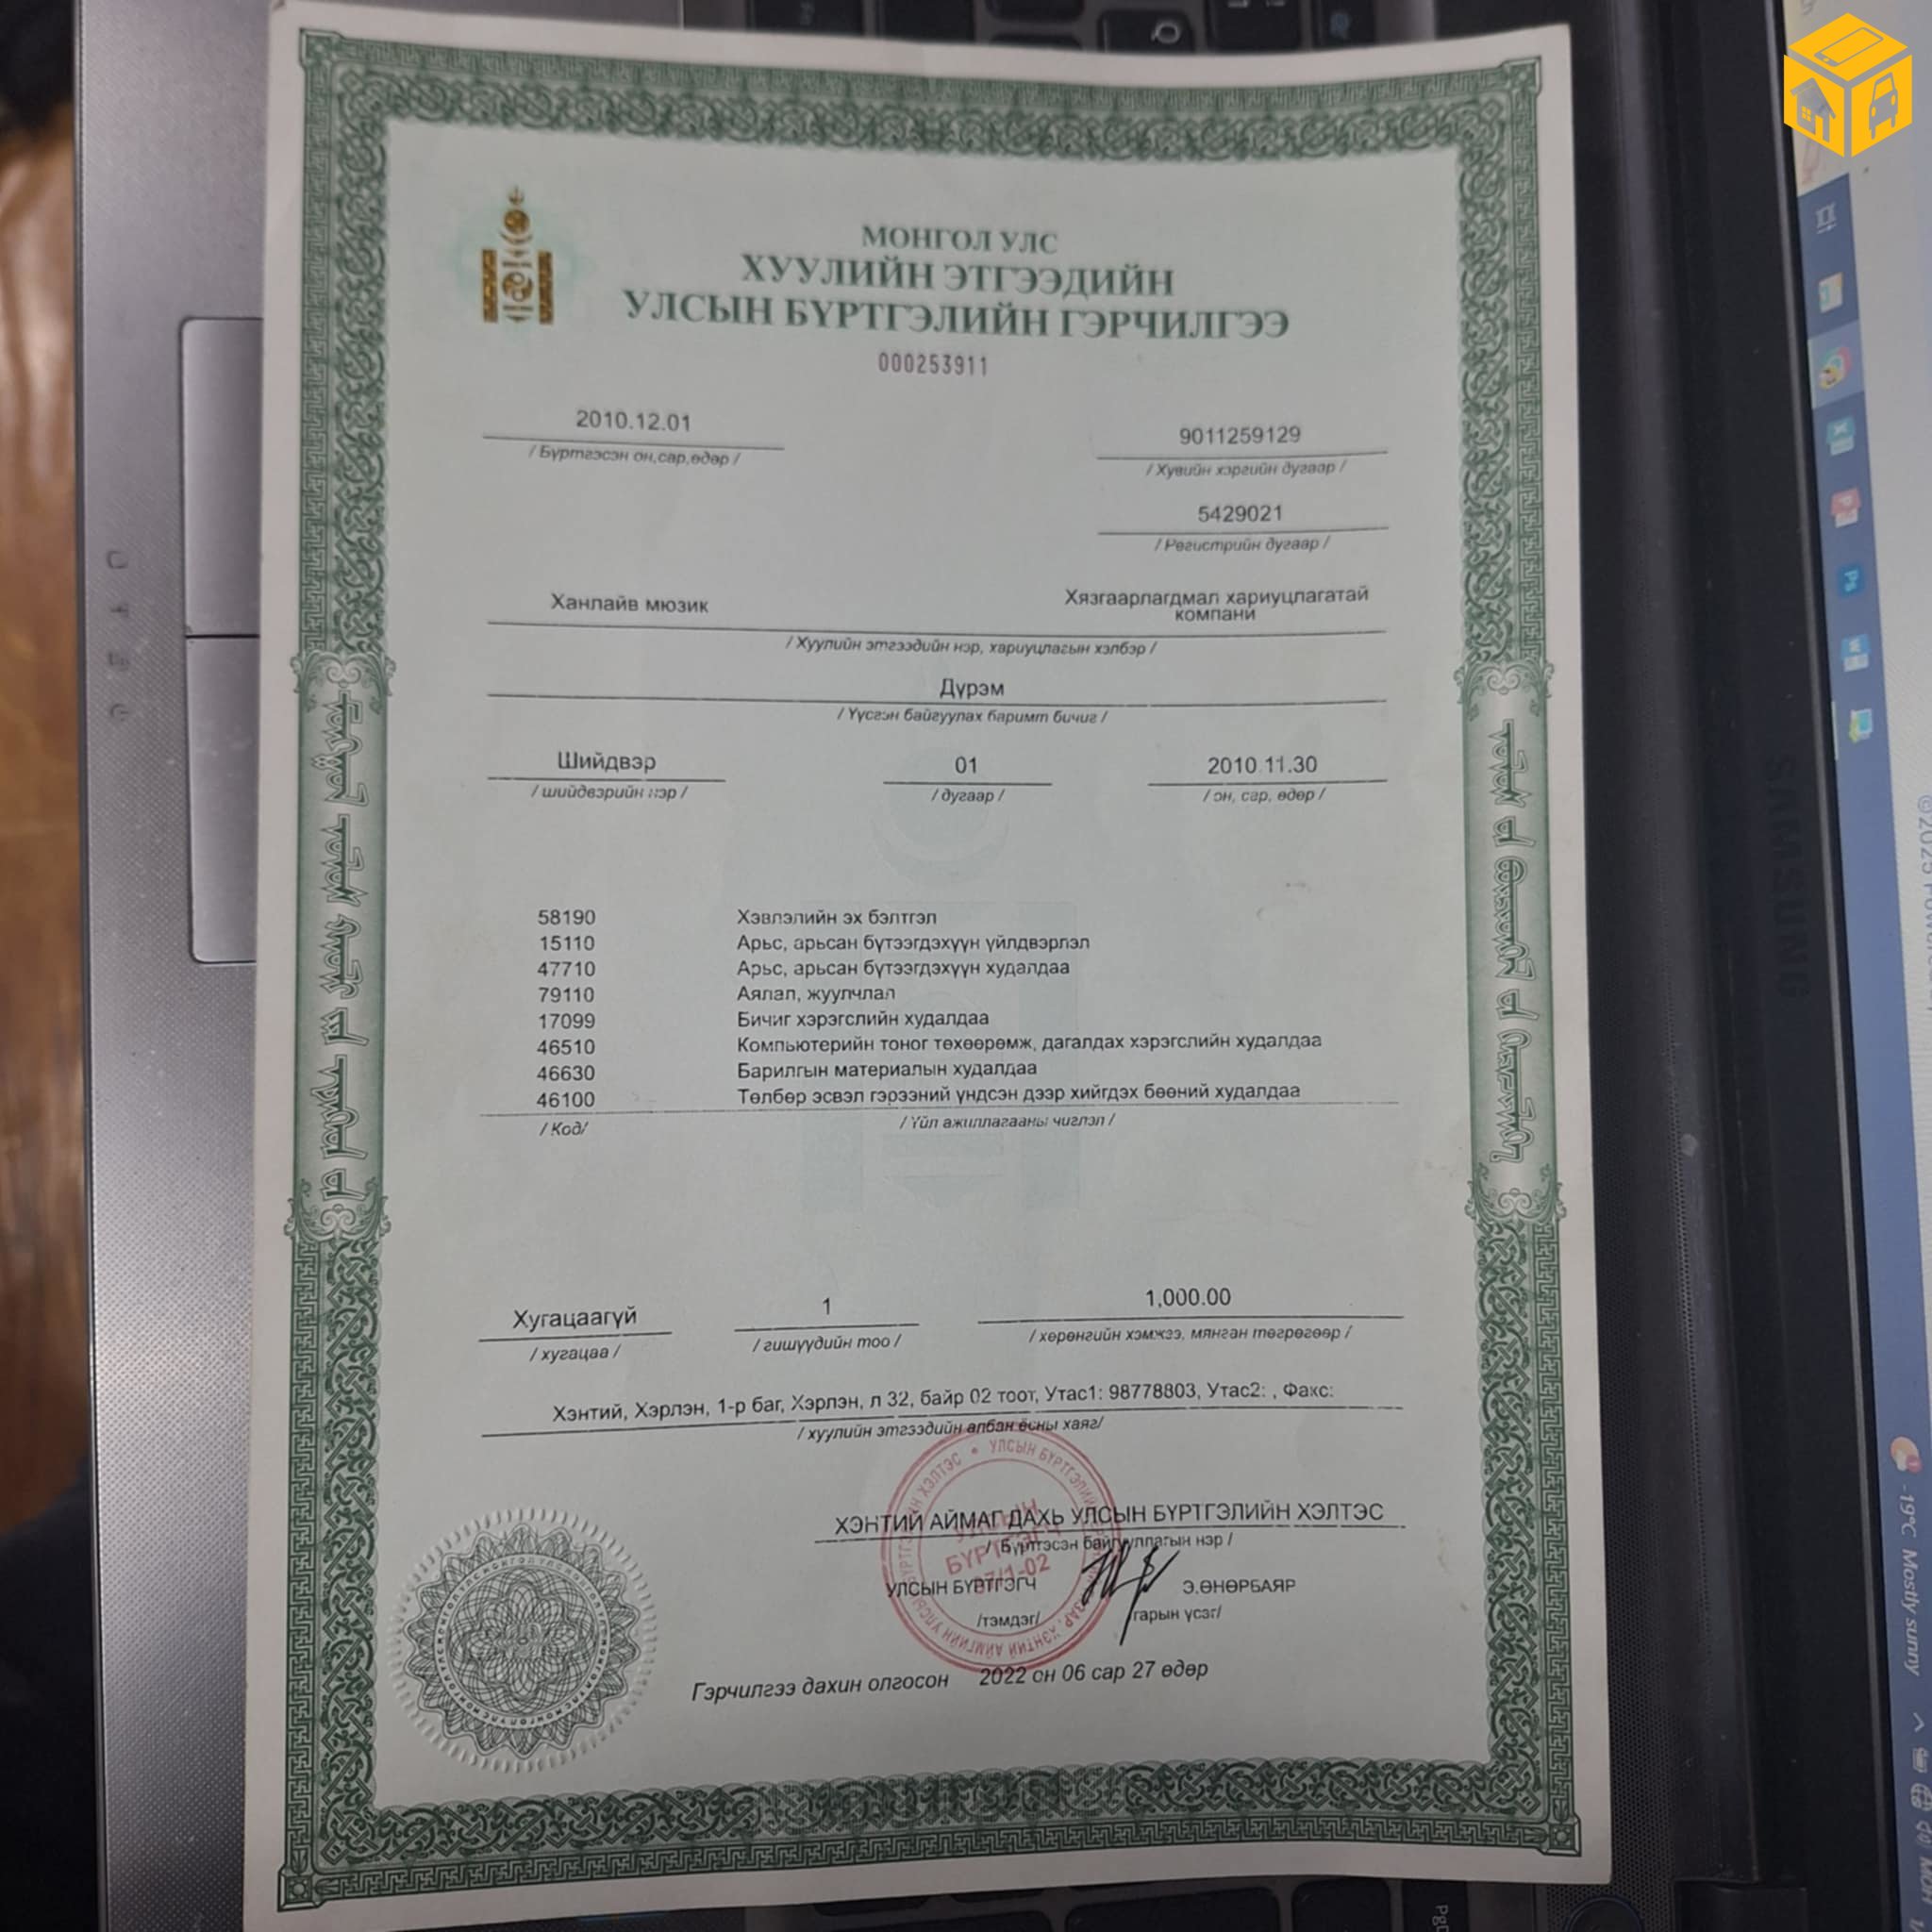 МОНГОЛ УЛС
ХУУЛИЙН ЭТГЭЭДИЙН
УЛСЫН БҮРТГЭЛИЙН ГЭРЧИЛГЭЭ
000253911
2010.12.01
/ Бүртгэсэн он,сар,өдөр /
9011259129
/ Хувийн хэргийн дугаар /
5429021
/ Регистрийн дугаар /
Ханлайв мюзик
Хязгаарлагдмал хариуцлагатай
компани
/ Хуулийн этгээдийн нэр, хариуцлагын хэлбэр /
Дүрэм
/ Үүсгэн байгуулах баримт бичиг /
Шийдвэр 01 2010.11.30
/ шийдвэрийн нэр / / дугаар / / он, сар, өдөр /
58190 Хэвлэлийн эх бэлтгэл
15110 Арьс, арьсан бүтээгдэхүүн үйлдвэрлэл
47710 Арьс, арьсан бүтээгдэхүүн худалдаа
79110 Аялал, жуулчлал
17099 Бичиг хэрэгслийн худалдаа
46510 Компьютерийн тоног төхөөрөмж, дагалдах хэрэгслийн худалдаа
46630 Барилгын материалын худалдаа
46100 Төлбөр эсвэл гэрээний үндсэн дээр хийгдэх бөөний худалдаа
/ Код/ / Үйл ажиллагааны чиглэл /
Хугацаагүй 1 1,000.00
/ хугацаа / / гишүүдийн тоо / / хөрөнгийн хэмжээ, мянган төгрөгөөр /
Хэнтий, Хэрлэн, 1-р баг, Хэрлэн, л 32, байр 02 тоот, Утас1: 98778803, Утас2: , Факс:
/ хуулийн этгээдийн албан ёсны хаяг/
ХЭНТИЙ АЙМАГ ДАХЬ УЛСЫН БҮРТГЭЛИЙН ХЭЛТЭС
/ Бүртгэсэн байгууллагын нэр /
УЛСЫН БҮРТГЭГЧ Э.ӨНӨРБАЯР
/тэмдэг/ /гарын үсэг/
Гэрчилгээ дахин олгосон 2022 он 06 сар 27 өдөр
SAMSUNG
-19°C Mostly sunny